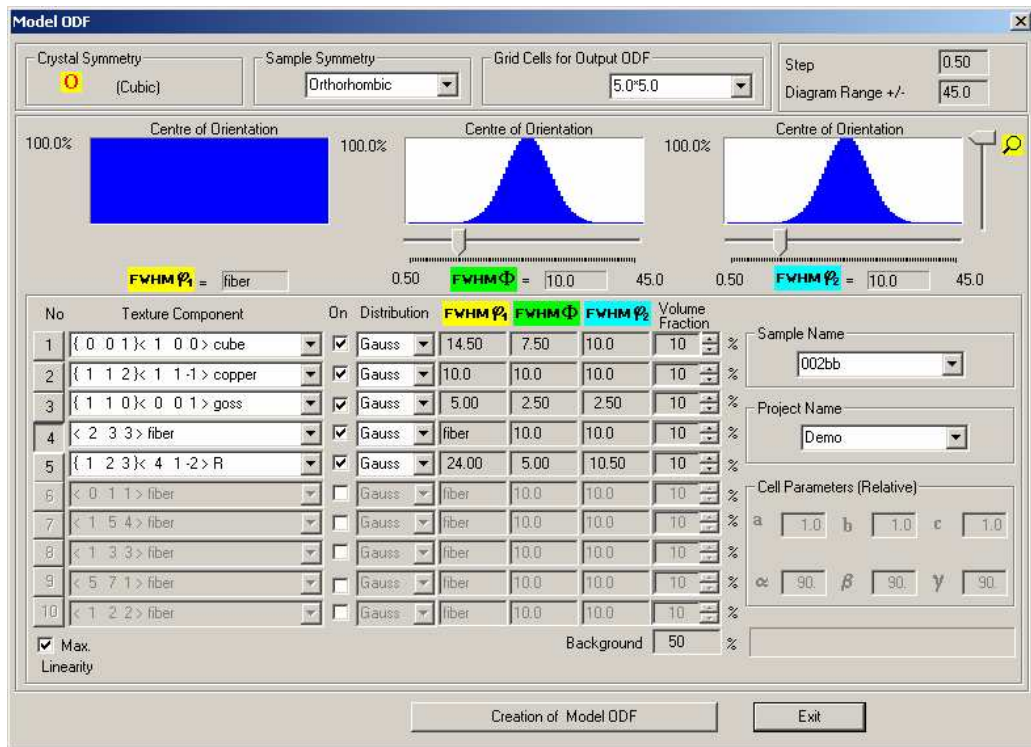 Model ODF
Crystal Symmetry Sample Symmetry Grid Cells for Output ODF
O (Cubic) Orthorhombic 5.0*5.0 Step 0.50
Diagram Range +/- 45.0
Centre of Orientation Centre of Orientation Centre of Orientation
100.0% 100.0% 100.0%
FWHM φ1 = fiber 0.50 FWHM Φ = 10.0 45.0 0.50 FWHM φ2 = 10.0 45.0
No Texture Component On Distribution FWHM φ1 FWHM Φ FWHM φ2 Volume Fraction
1 { 0 0 1}< 1 0 0> cube Gauss 14.50 7.50 10.0 10 %
2 { 1 1 2}< 1 1 -1> copper Gauss 10.0 10.0 10.0 10 %
3 { 1 1 0}< 0 0 1> goss Gauss 5.00 2.50 2.50 10 %
4 < 2 3 3> fiber Gauss fiber 10.0 10.0 10 %
5 { 1 2 3}< 4 1 -2> R Gauss 24.00 5.00 10.50 10 %
6 < 0 1 1> fiber Gauss fiber 10.0 10.0 10 %
7 < 1 5 4> fiber Gauss fiber 10.0 10.0 10 %
8 < 1 3 3> fiber Gauss fiber 10.0 10.0 10 %
9 < 5 7 1> fiber Gauss fiber 10.0 10.0 10 %
10 < 1 2 2> fiber Gauss fiber 10.0 10.0 10 %
Max. Linearity
Background 50 %
Sample Name
002bb
Project Name
Demo
Cell Parameters (Relative)
a 1.0 b 1.0 c 1.0
α 90. β 90. γ 90.
Creation of Model ODF Exit